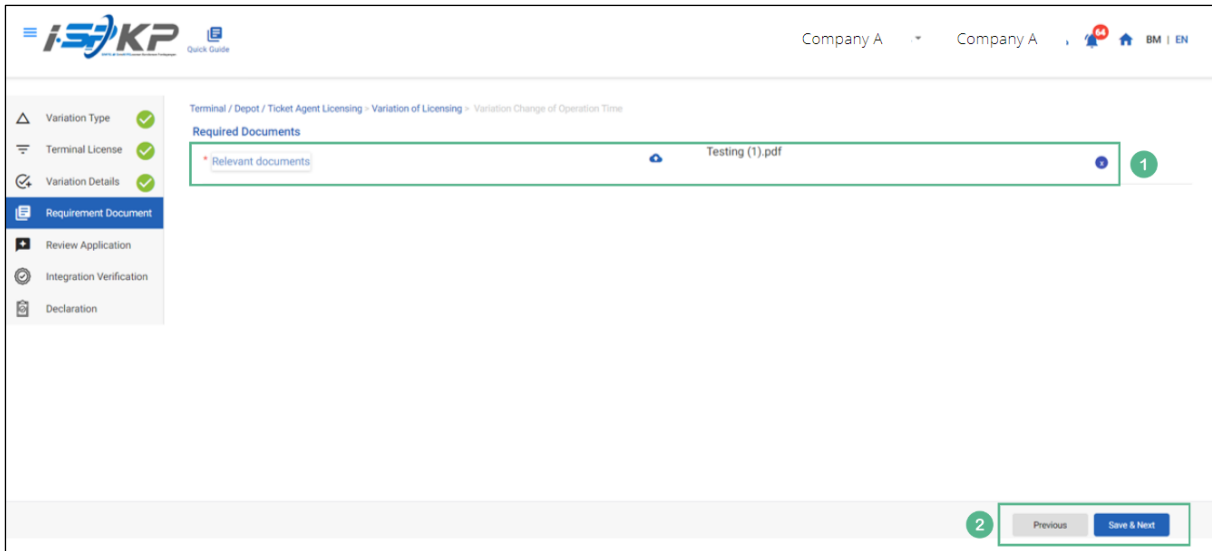 i-SPKP
Quick Guide
Company A
Company A
64
BM | EN
Variation Type
Terminal License
Variation Details
Requirement Document
Review Application
Integration Verification
Declaration
Terminal / Depot / Ticket Agent Licensing > Variation of Licensing > Variation Change of Operation Time
Required Documents
* Relevant documents
Testing (1).pdf
x
1
2
Previous
Save & Next